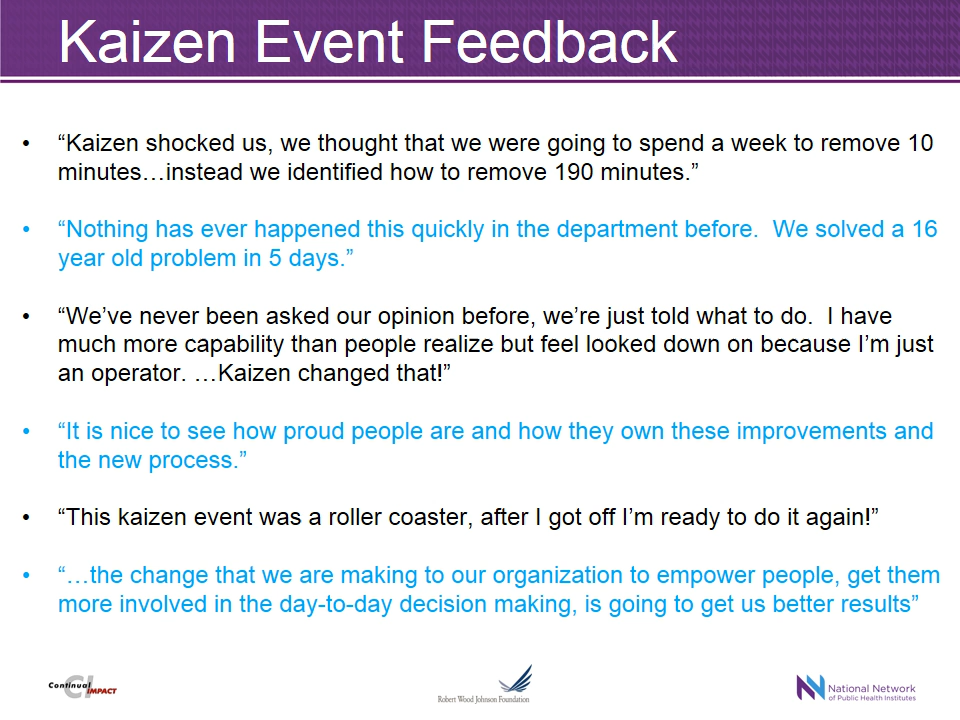 Kaizen Event Feedback
• “Kaizen shocked us, we thought that we were going to spend a week to remove 10
minutes…instead we identified how to remove 190 minutes.”
• “Nothing has ever happened this quickly in the department before.  We solved a 16
year old problem in 5 days.”
• “We’ve never been asked our opinion before, we’re just told what to do.  I have
much more capability than people realize but feel looked down on because I’m just
an operator. …Kaizen changed that!”
• “It is nice to see how proud people are and how they own these improvements and
the new process.”
• “This kaizen event was a roller coaster, after I got off I’m ready to do it again!”
• “…the change that we are making to our organization to empower people, get them
more involved in the day-to-day decision making, is going to get us better results”
Continual CI IMPACT
Robert Wood Johnson Foundation
National Network
of Public Health Institutes